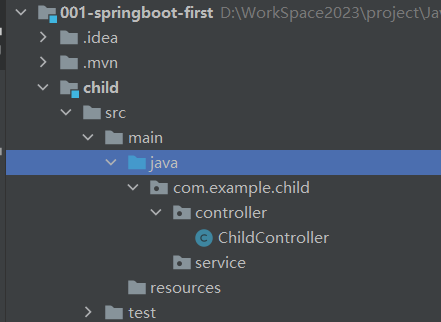 001-springboot-first D:\WorkSpace2023\project\Ja
.idea
.mvn
child
src
main
java
com.example.child
controller
C ChildController
service
resources
test